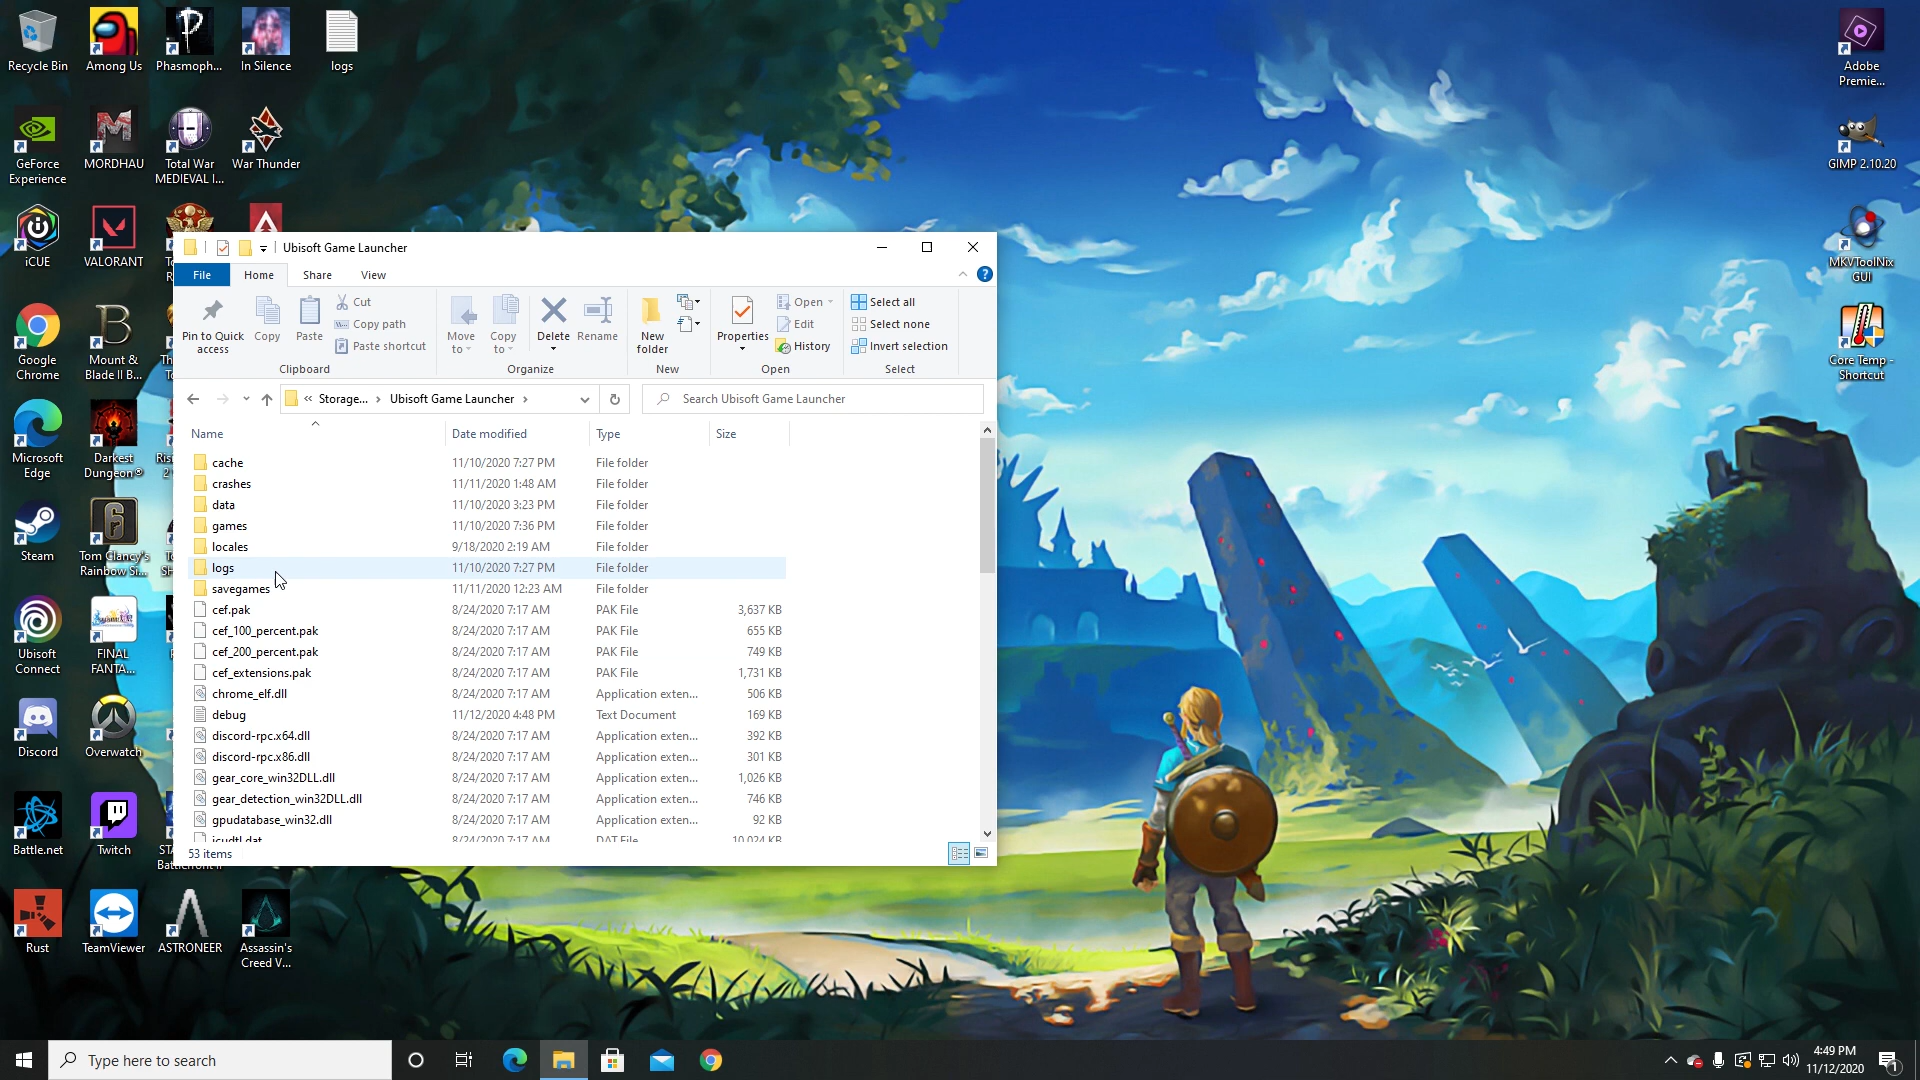 Recycle Bin
Among Us
Phasmoph...
In Silence
logs
Adobe
Premie...
GeForce
Experience
MORDHAU
Total War
MEDIEVAL I...
War Thunder
GIMP 2.10.20
iCUE
VALORANT
MKVToolNix
GUI
Google
Chrome
Mount &
Blade II B...
Core Temp -
Shortcut
Microsoft
Edge
Darkest
Dungeon®
Steam
Tom Clancy's
Rainbow Si...
Ubisoft
Connect
FINAL
FANTA...
Discord
Overwatch
Battle.net
Twitch
Rust
TeamViewer
ASTRONEER
Assassin's
Creed V...
Ubisoft Game Launcher
File
Home
Share
View
Pin to Quick
access
Copy
Paste
Cut
Copy path
Paste shortcut
Clipboard
Move
to
Copy
to
Delete
Rename
Organize
New
folder
New
Properties
Open
Edit
History
Open
Select all
Select none
Invert selection
Select
« Storage... › Ubisoft Game Launcher ›
Search Ubisoft Game Launcher
Name Date modified Type Size
cache 11/10/2020 7:27 PM File folder
crashes 11/11/2020 1:48 AM File folder
data 11/10/2020 3:23 PM File folder
games 11/10/2020 7:36 PM File folder
locales 9/18/2020 2:19 AM File folder
logs 11/10/2020 7:27 PM File folder
savegames 11/11/2020 12:23 AM File folder
cef.pak 8/24/2020 7:17 AM PAK File 3,637 KB
cef_100_percent.pak 8/24/2020 7:17 AM PAK File 655 KB
cef_200_percent.pak 8/24/2020 7:17 AM PAK File 749 KB
cef_extensions.pak 8/24/2020 7:17 AM PAK File 1,731 KB
chrome_elf.dll 8/24/2020 7:17 AM Application exten... 506 KB
debug 11/12/2020 4:48 PM Text Document 169 KB
discord-rpc.x64.dll 8/24/2020 7:17 AM Application exten... 392 KB
discord-rpc.x86.dll 8/24/2020 7:17 AM Application exten... 301 KB
gear_core_win32DLL.dll 8/24/2020 7:17 AM Application exten... 1,026 KB
gear_detection_win32DLL.dll 8/24/2020 7:17 AM Application exten... 746 KB
gpudatabase_win32.dll 8/24/2020 7:17 AM Application exten... 92 KB
icudtl.dat 8/24/2020 7:17 AM DAT File 10,024 KB
53 items
Type here to search
4:49 PM
11/12/2020
1